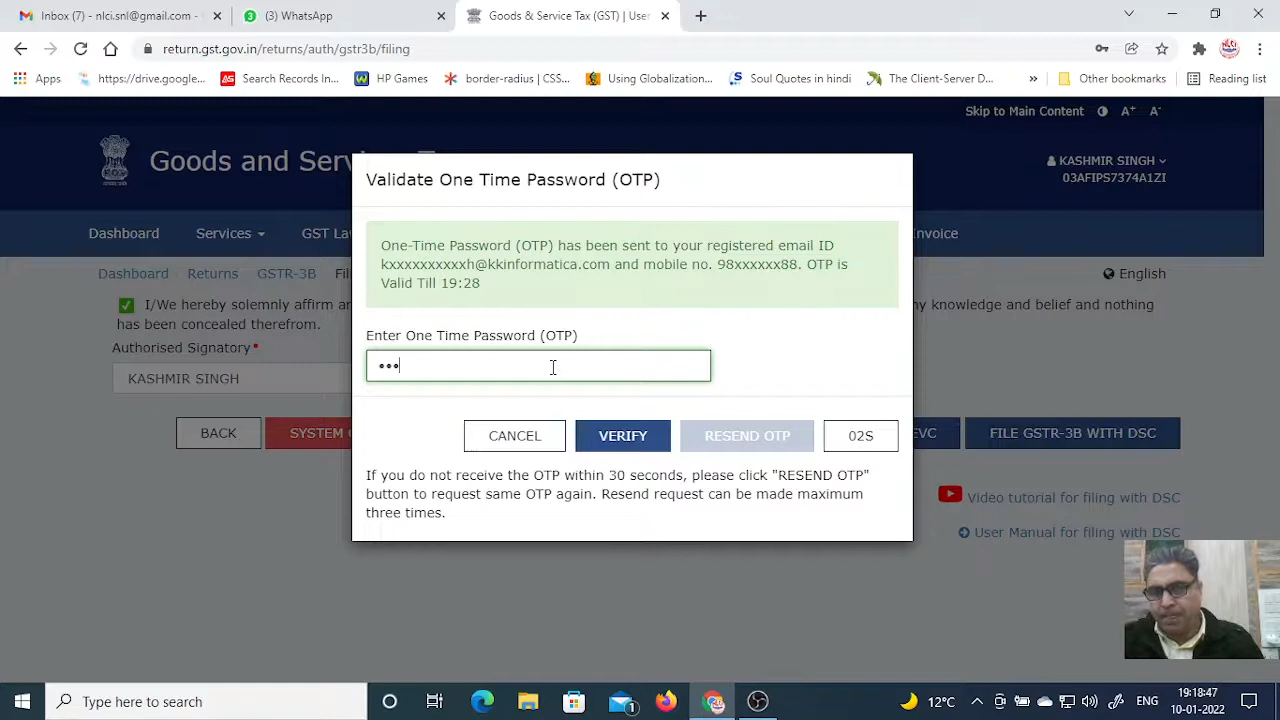 Inbox (7) - nlci.snl@gmail.com -
(3) WhatsApp
Goods & Service Tax (GST) | User
return.gst.gov.in/returns/auth/gstr3b/filing
Apps
https://drive.google...
Search Records In...
HP Games
border-radius | CSS...
Using Globalization...
Soul Quotes in hindi
The Client-Server D...
»
Other bookmarks
Reading list
Skip to Main Content
A+ A-
Goods and Serv
KASHMIR SINGH
03AFIPS7374A1ZI
Dashboard
Services
GST La
Invoice
Dashboard
Returns
GSTR-3B
English
I/We hereby solemnly affirm a
ny knowledge and belief and nothing
has been concealed therefrom.
Authorised Signatory*
KASHMIR SINGH
BACK
SYSTEM
EVC
FILE GSTR-3B WITH DSC
Video tutorial for filing with DSC
User Manual for filing with DSC
Validate One Time Password (OTP)
One-Time Password (OTP) has been sent to your registered email ID
kxxxxxxxxxxh@kkinformatica.com and mobile no. 98xxxxxx88. OTP is
Valid Till 19:28
Enter One Time Password (OTP)
CANCEL
VERIFY
RESEND OTP
02S
If you do not receive the OTP within 30 seconds, please click "RESEND OTP"
button to request same OTP again. Resend request can be made maximum
three times.
Type here to search
1
12°C
ENG
19:18:47
10-01-2022